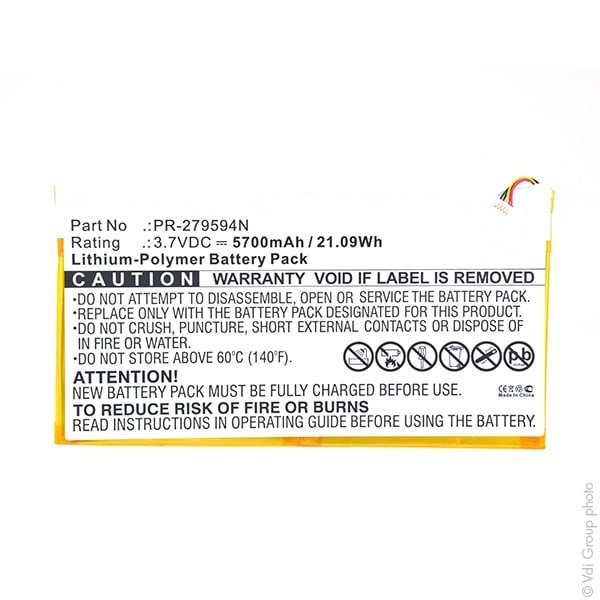 Part No .:PR-279594N
Rating .:3.7VDC ⎓ 5700mAh / 21.09Wh
Lithium-Polymer Battery Pack
CAUTION WARRANTY VOID IF LABEL IS REMOVED
•DO NOT ATTEMPT TO DISASSEMBLE, OPEN OR SERVICE THE BATTERY PACK.
•REPLACE ONLY WITH THE BATTERY PACK DESIGNATED FOR THIS PRODUCT.
•DO NOT CRUSH, PUNCTURE, SHORT EXTERNAL CONTACTS OR DISPOSE OF
IN FIRE OR WATER.
•DO NOT STORE ABOVE 60°C (140°F).
Pb
ATTENTION!
NEW BATTERY PACK MUST BE FULLY CHARGED BEFORE USE.
CE
Made In China
TO REDUCE RISK OF FIRE OR BURNS
READ INSTRUCTIONS IN OPERATING GUIDE BEFORE USING THE BATTERY.
© Vdi Group photo